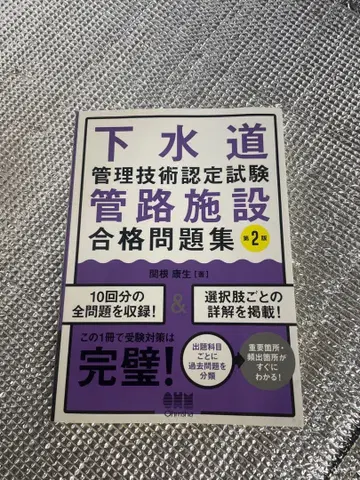 下水道
管理技術認定試験
管路施設
合格問題集 第2版
関根 康生[著]
10回分の
全問題を収録!
&
選択肢ごとの
詳解を掲載!
この1冊で受験対策は
完璧!
出題科目
ごとに
過去問題を
分類
重要箇所・
頻出箇所が
すぐに
わかる!
Ohmsha